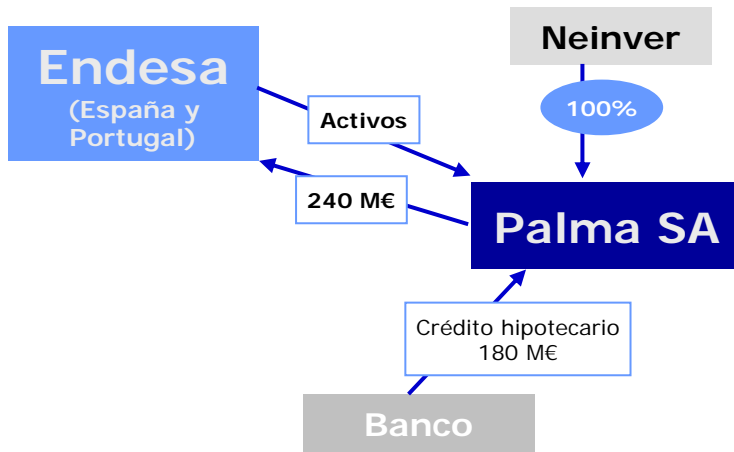 Endesa
(España y
Portugal)
Neinver
100%
Activos
240 M€
Palma SA
Crédito hipotecario
180 M€
Banco